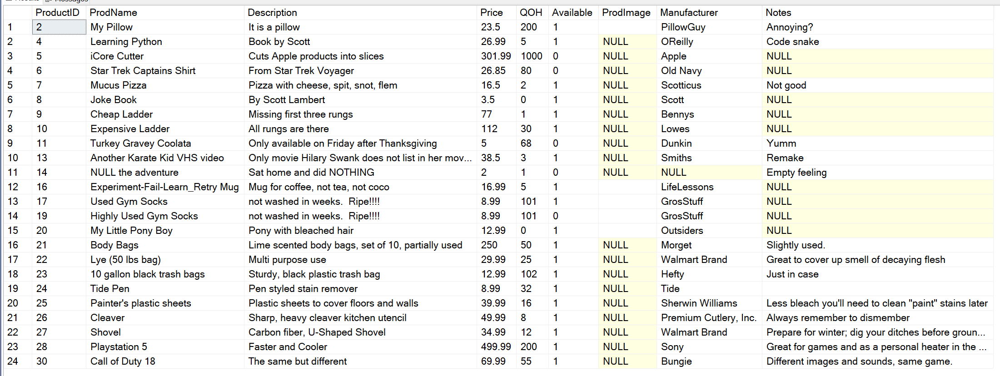 Results Messages
ProductID ProdName Description Price QOH Available ProdImage Manufacturer Notes
1 2 My Pillow It is a pillow 23.5 200 1 PillowGuy Annoying?
2 4 Learning Python Book by Scott 26.99 5 1 NULL OReilly Code snake
3 5 iCore Cutter Cuts Apple products into slices 301.99 1000 0 NULL Apple NULL
4 6 Star Trek Captains Shirt From Star Trek Voyager 26.85 80 0 NULL Old Navy NULL
5 7 Mucus Pizza Pizza with cheese, spit, snot, flem 16.5 2 1 NULL Scotticus Not good
6 8 Joke Book By Scott Lambert 3.5 0 1 NULL Scott NULL
7 9 Cheap Ladder Missing first three rungs 77 1 1 NULL Bennys NULL
8 10 Expensive Ladder All rungs are there 112 30 1 NULL Lowes NULL
9 11 Turkey Gravey Coolata Only available on Friday after Thanksgiving 5 68 0 NULL Dunkin Yumm
10 13 Another Karate Kid VHS video Only movie Hilary Swank does not list in her mov... 38.5 3 1 NULL Smiths Remake
11 14 NULL the adventure Sat home and did NOTHING 2 1 0 NULL NULL Empty feeling
12 16 Experiment-Fail-Learn_Retry Mug Mug for coffee, not tea, not coco 16.99 5 1 LifeLessons NULL
13 17 Used Gym Socks not washed in weeks.  Ripe!!!! 8.99 101 1 GrosStuff NULL
14 19 Highly Used Gym Socks not washed in weeks.  Ripe!!!! 8.99 101 0 GrosStuff NULL
15 20 My Little Pony Boy Pony with bleached hair 12.99 0 1 Outsiders NULL
16 21 Body Bags Lime scented body bags, set of 10, partially used 250 50 1 NULL Morget Slightly used.
17 22 Lye (50 lbs bag) Multi purpose use 29.99 25 1 NULL Walmart Brand Great to cover up smell of decaying flesh
18 23 10 gallon black trash bags Sturdy, black plastic trash bag 12.99 102 1 NULL Hefty Just in case
19 24 Tide Pen Pen styled stain remover 8.99 32 1 NULL Tide
20 25 Painter's plastic sheets Plastic sheets to cover floors and walls 39.99 16 1 NULL Sherwin Williams Less bleach you'll need to clean "paint" stains later
21 26 Cleaver Sharp, heavy cleaver kitchen utencil 49.99 8 1 NULL Premium Cutlery, Inc. Always remember to dismember
22 27 Shovel Carbon fiber, U-Shaped Shovel 34.99 12 1 NULL Walmart Brand Prepare for winter; dig your ditches before groun...
23 28 Playstation 5 Faster and Cooler 499.99 200 1 NULL Sony Great for games and as a personal heater in the ...
24 30 Call of Duty 18 The same but different 69.99 55 1 NULL Bungie Different images and sounds, same game.